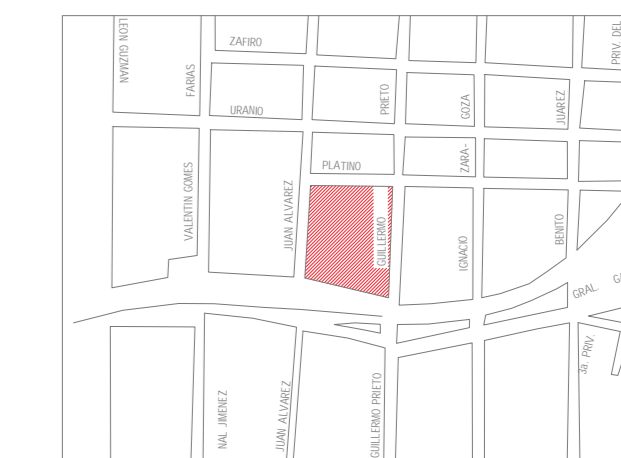 LEON GUZMAN
ZAFIRO
PRIV. DEL
FARIAS
URANIO
PRIETO
GOZA
JUAREZ
PLATINO
ZARA-
VALENTIN GOMES
JUAN ALVAREZ
GUILLERMO
IGNACIO
BENITO
GRAL. G
3a. PRIV.
NAL JIMENEZ
JUAN ALVAREZ
GUILLERMO PRIETO